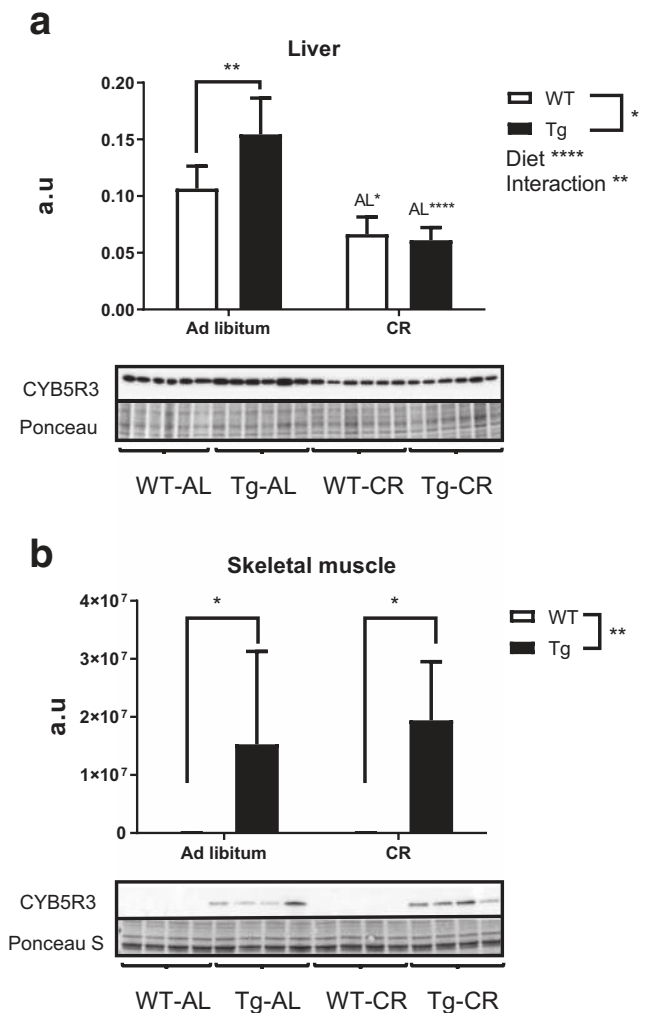 a
Liver
0.20
**
WT
*
0.15
Tg
Diet ****
Interaction **
a.u
0.10
AL*
AL****
0.05
0.00
Ad libitum
CR
CYB5R3
Ponceau
WT-AL
Tg-AL
WT-CR
Tg-CR
b
Skeletal muscle
4×10⁷
*
*
WT
**
3×10⁷
Tg
a.u
2×10⁷
1×10⁷
0
Ad libitum
CR
CYB5R3
Ponceau S
WT-AL
Tg-AL
WT-CR
Tg-CR